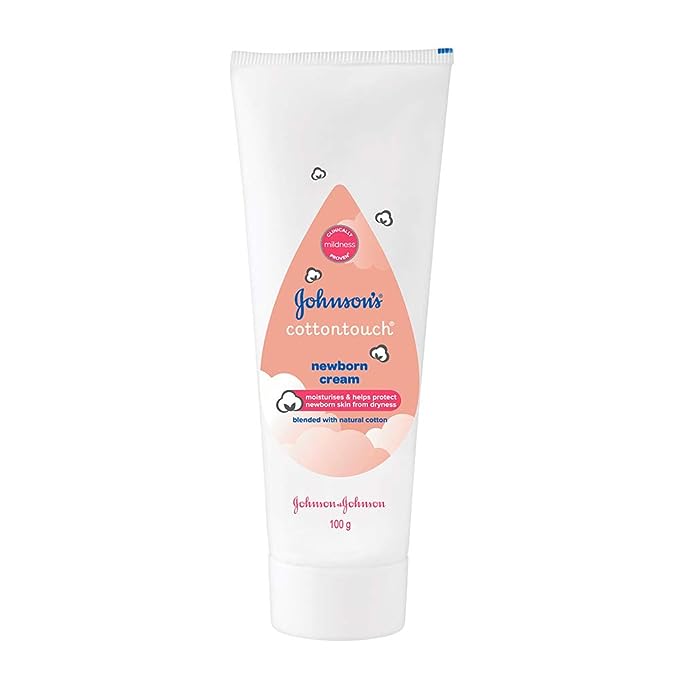 CLINICALLY
mildness
PROVEN*
Johnson's®
cottontouch®
newborn
cream
moisturises & helps protect
newborn skin from dryness
blended with natural cotton
Johnson & Johnson
100 g